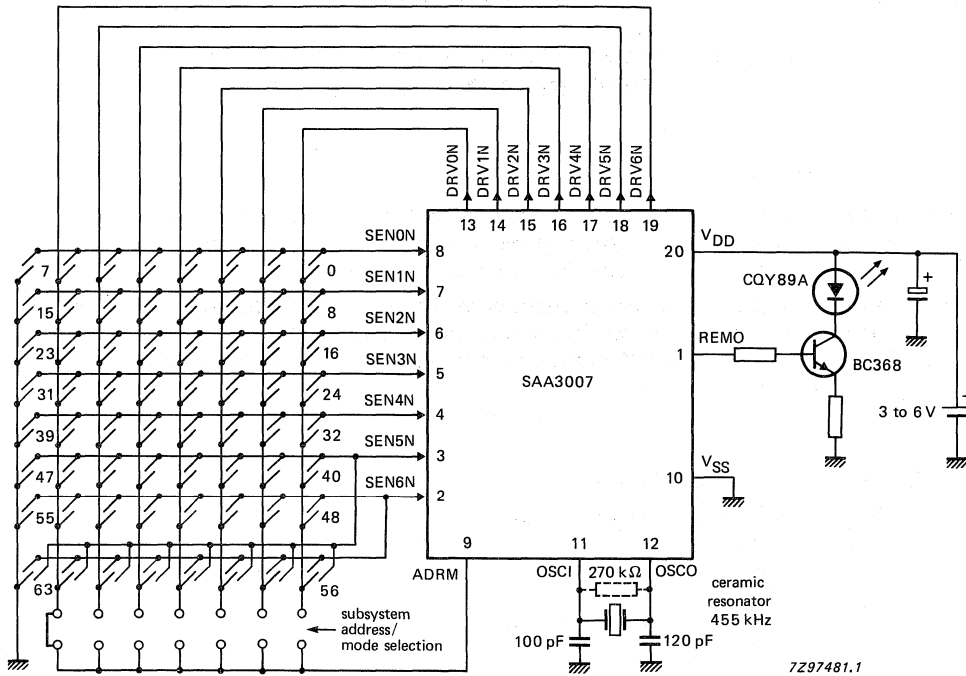 DRV0N
DRV1N
DRV2N
DRV3N
DRV4N
DRV5N
DRV6N
13 14 15 16 17 18 19
SEN0N
8
7
0
SEN1N
7
15
8
SEN2N
6
23
16
SEN3N
5
31
24
SEN4N
4
39
32
SEN5N
3
47
40
SEN6N
2
55
48
63
56
SAA3007
20
VDD
CQY89A
+
REMO
1
BC368
3 to 6 V
+
10
VSS
9
ADRM
11
12
OSCI
270 kΩ
OSCO
100 pF
120 pF
ceramic
resonator
455 kHz
subsystem
address/
mode selection
7Z97481.1